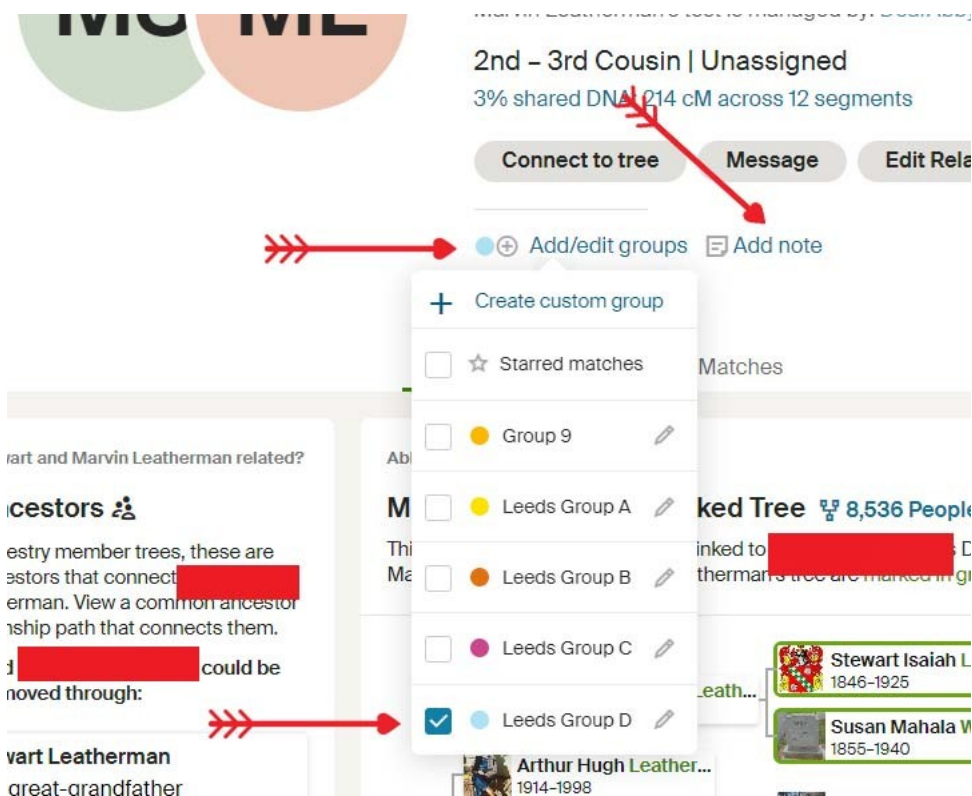 MG ME
Marvin Leatherman's test is managed by:
2nd – 3rd Cousin | Unassigned
3% shared DNA: 214 cM across 12 segments
Connect to tree Message Edit Rela
Add/edit groups Add note
Create custom group
Starred matches
Matches
Group 9
Leeds Group A
Leeds Group B
Leeds Group C
Leeds Group D
vart and Marvin Leatherman related?
cestors
estry member trees, these are
estors that connect
erman. View a common ancestor
nship path that connects them.
could be
moved through:
wart Leatherman
great-grandfather
Abl
M ked Tree 8,536 People
Thi inked to D
Ma therman's tree are marked in gr
Leath...
Stewart Isaiah L
1846–1925
Susan Mahala W
1855–1940
Arthur Hugh Leather...
1914–1998